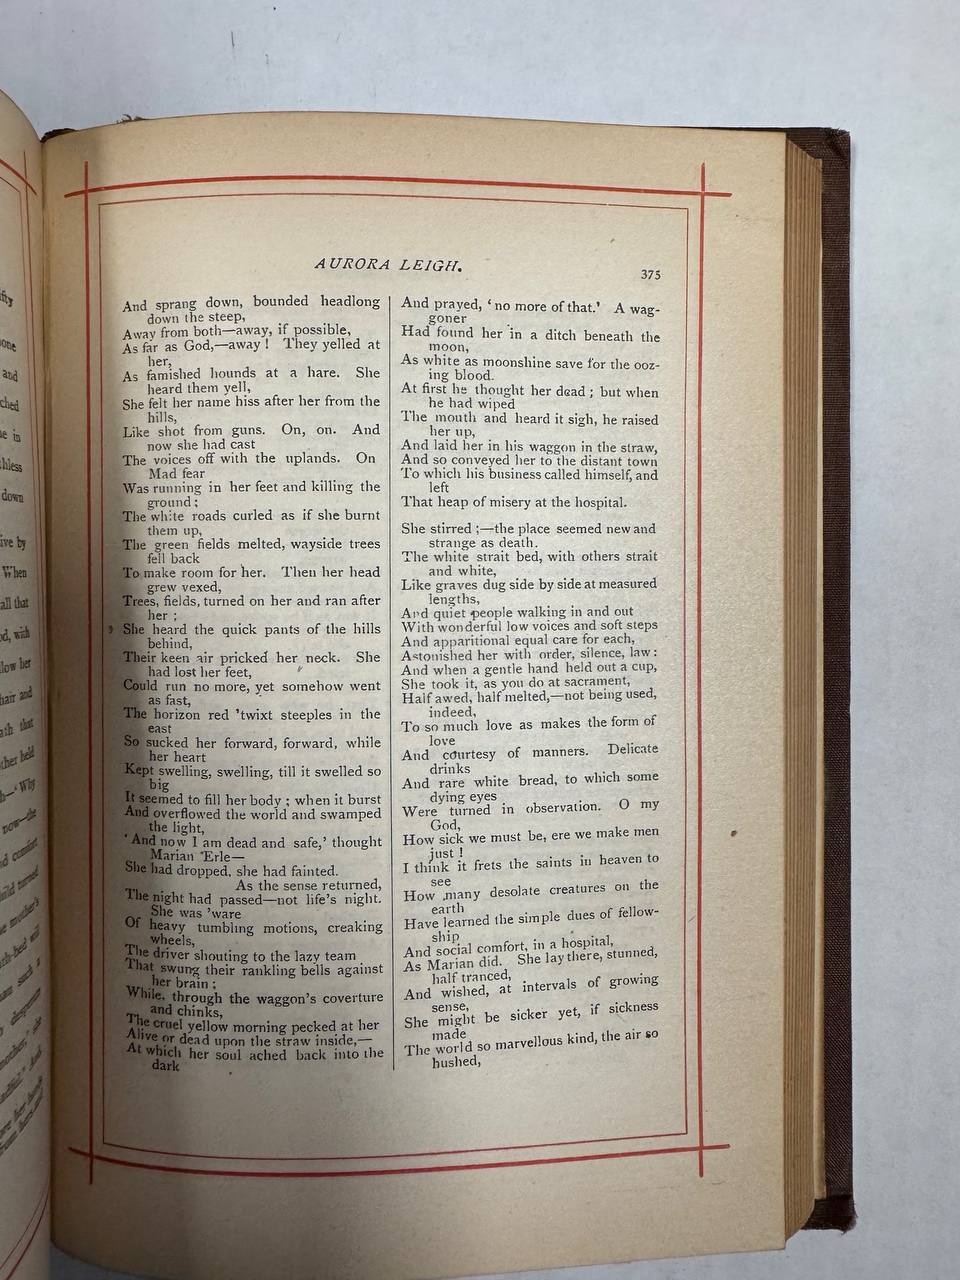 AURORA LEIGH.
375
And sprang down, bounded headlong
down the steep,
Away from both—away, if possible,
As far as God,—away! They yelled at
her,
As famished hounds at a hare. She
heard them yell,
She felt her name hiss after her from the
hills,
Like shot from guns. On, on. And
now she had cast
The voices off with the uplands. On
Mad fear
Was running in her feet and killing the
ground;
The white roads curled as if she burnt
them up,
The green fields melted, wayside trees
fell back
To make room for her. Then her head
grew vexed,
Trees, fields, turned on her and ran after
her;
She heard the quick pants of the hills
behind,
Their keen air pricked her neck. She
had lost her feet,
Could run no more, yet somehow went
as fast,
The horizon red 'twixt steeples in the
east
So sucked her forward, forward, while
her heart
Kept swelling, swelling, till it swelled so
big
It seemed to fill her body; when it burst
And overflowed the world and swamped
the light,
'And now I am dead and safe,' thought
Marian Erle—
She had dropped, she had fainted.
As the sense returned,
The night had passed—not life's night.
She was 'ware
Of heavy tumbling motions, creaking
wheels,
The driver shouting to the lazy team
That swung their rankling bells against
her brain;
While, through the waggon's coverture
and chinks,
The cruel yellow morning pecked at her
Alive or dead upon the straw inside,—
At which her soul ached back into the
dark
And prayed, 'no more of that.' A wag-
goner
Had found her in a ditch beneath the
moon,
As white as moonshine save for the ooz-
ing blood.
At first he thought her dead; but when
he had wiped
The mouth and heard it sigh, he raised
her up,
And laid her in his waggon in the straw,
And so conveyed her to the distant town
To which his business called himself, and
left
That heap of misery at the hospital.
She stirred;—the place seemed new and
strange as death.
The white strait bed, with others strait
and white,
Like graves dug side by side at measured
lengths,
And quiet people walking in and out
With wonderful low voices and soft steps
And apparitional equal care for each,
Astonished her with order, silence, law:
And when a gentle hand held out a cup,
She took it, as you do at sacrament,
Half awed, half melted,—not being used,
indeed,
To so much love as makes the form of
love
And courtesy of manners. Delicate
drinks
And rare white bread, to which some
dying eyes
Were turned in observation. O my
God,
How sick we must be, ere we make men
just!
I think it frets the saints in heaven to
see
How many desolate creatures on the
earth
Have learned the simple dues of fellow-
ship
And social comfort, in a hospital,
As Marian did. She lay there, stunned,
half tranced,
And wished, at intervals of growing
sense,
She might be sicker yet, if sickness
made
The world so marvellous kind, the air so
hushed,